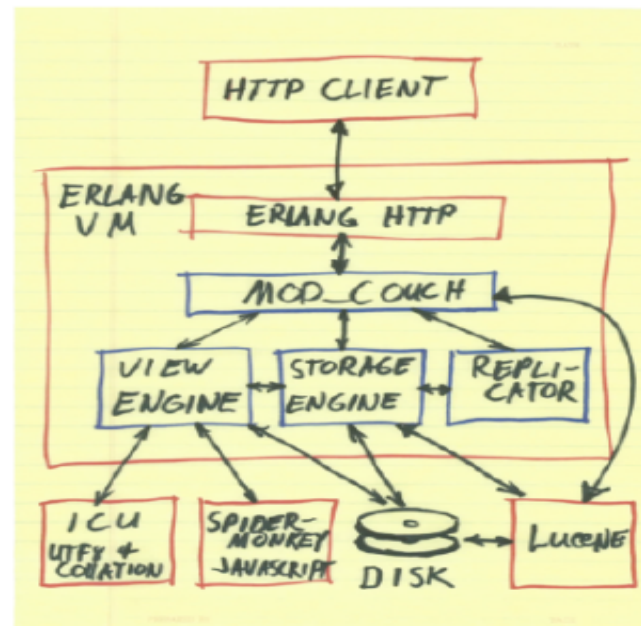 HTTP CLIENT
ERLANG
VM
ERLANG HTTP
MOD_COUCH
VIEW
ENGINE
STORAGE
ENGINE
REPLI-
CATOR
ICU
UTFY &
COLLATION
SPIDER-
MONKEY
JAVASCRIPT
DISK
LUCENE